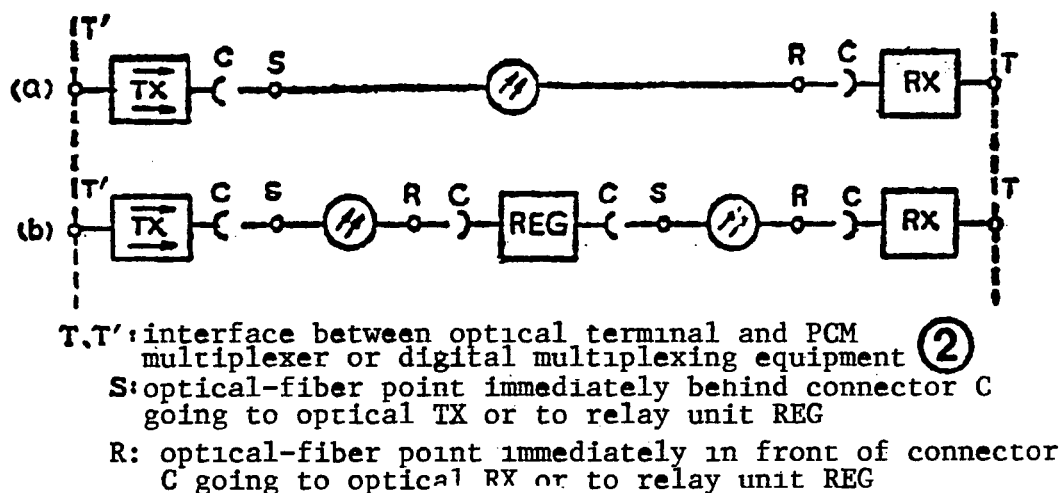 T'
C S R C T
(a) TX RX
T' C S R C C S R C T
(b) TX REG RX
T,T': interface between optical terminal and PCM
multiplexer or digital multiplexing equipment 2
S: optical-fiber point immediately behind connector C
going to optical TX or to relay unit REG
R: optical-fiber point immediately in front of connector
C going to optical RX or to relay unit REG